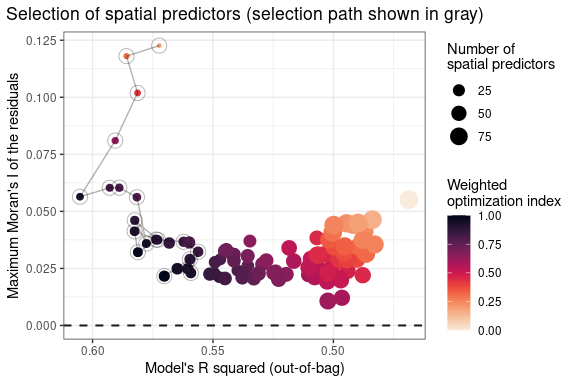 Selection of spatial predictors (selection path shown in gray)
Maximum Moran's I of the residuals
0.125
0.100
0.075
0.050
0.025
0.000
0.60
0.55
0.50
Model's R squared (out-of-bag)
Number of
spatial predictors
25
50
75
Weighted
optimization index
1.00
0.75
0.50
0.25
0.00